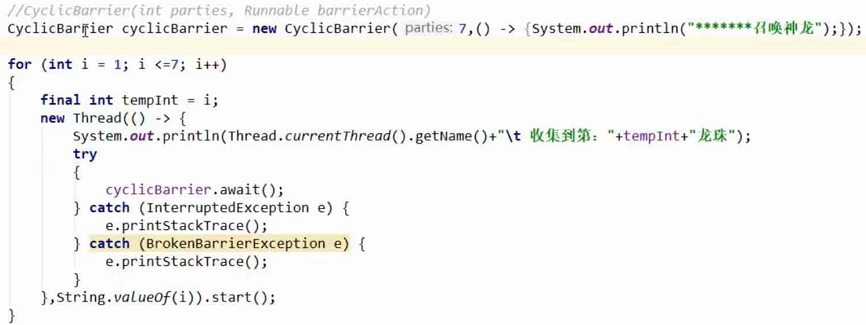 //CyclicBarrier(int parties, Runnable barrierAction)
CyclicBarrier cyclicBarrier = new CyclicBarrier( parties: 7,() -> {System.out.println("*******召唤神龙");});
for (int i = 1; i <=7; i++)
{
final int tempInt = i;
new Thread(() -> {
System.out.println(Thread.currentThread().getName()+"\t 收集到第："+tempInt+"龙珠");
try
{
cyclicBarrier.await();
} catch (InterruptedException e) {
e.printStackTrace();
} catch (BrokenBarrierException e) {
e.printStackTrace();
}
},String.valueOf(i)).start();
}